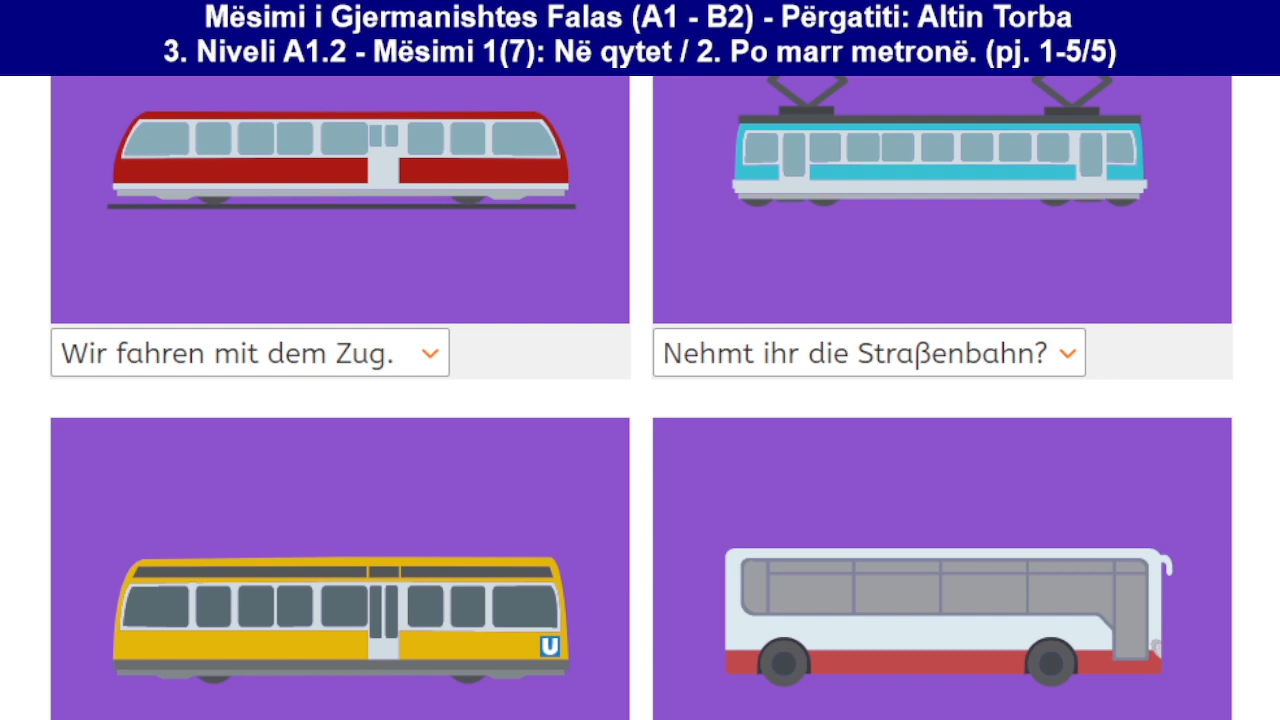 Mësimi i Gjermanishtes Falas (A1 - B2) - Përgatiti: Altin Torba
3. Niveli A1.2 - Mësimi 1(7): Në qytet / 2. Po marr metronë. (pj. 1-5/5)
Wir fahren mit dem Zug.
Nehmt ihr die Straßenbahn?
U